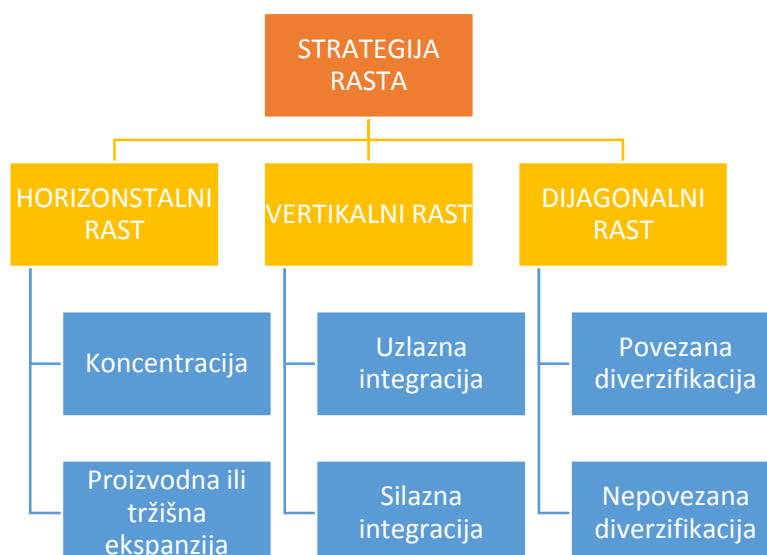 STRATEGIJA
RASTA
HORIZONSTALNI
RAST
VERTIKALNI RAST
DIJAGONALNI
RAST
Koncentracija
Uzlazna
integracija
Povezana
diverzifikacija
Proizvodna ili
tržišna
ekspanzija
Silazna
integracija
Nepovezana
diverzifikacija